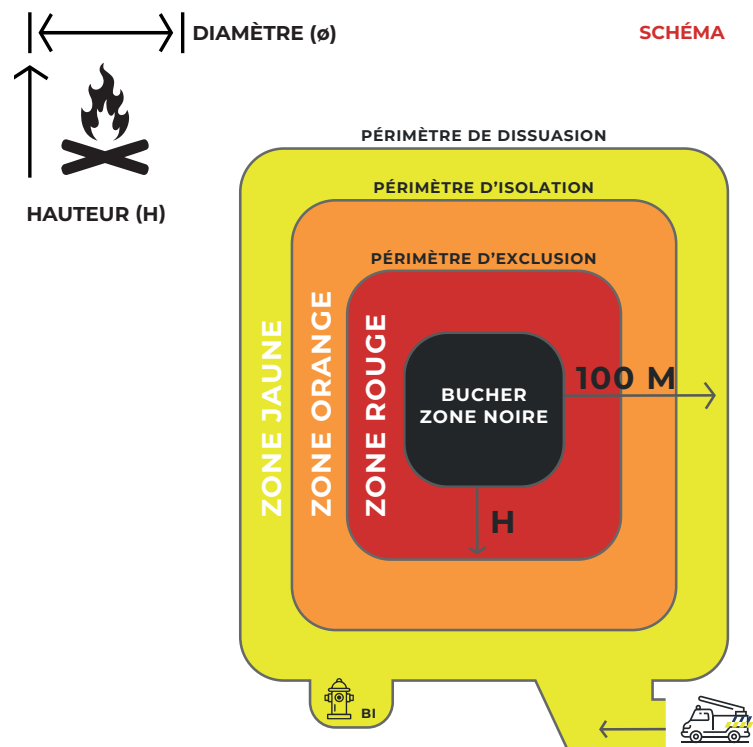 DIAMÈTRE (ø)
SCHÉMA
HAUTEUR (H)
PÉRIMÈTRE DE DISSUASION
PÉRIMÈTRE D’ISOLATION
PÉRIMÈTRE D’EXCLUSION
ZONE JAUNE
ZONE ORANGE
ZONE ROUGE
BUCHER
ZONE NOIRE
100 M
H
BI